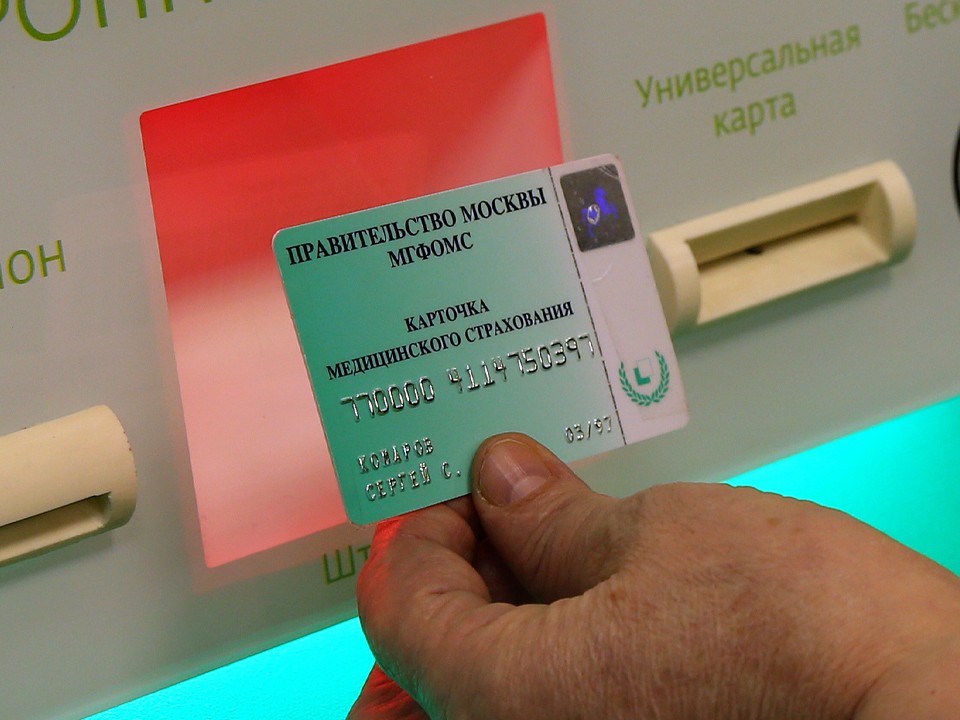 Универсальная
карта
ПРАВИТЕЛЬСТВО МОСКВЫ
МГФОМС
КАРТОЧКА
МЕДИЦИНСКОГО СТРАХОВАНИЯ
770000 4114750397
03/97
КОМАРОВ
СЕРГЕЙ С.